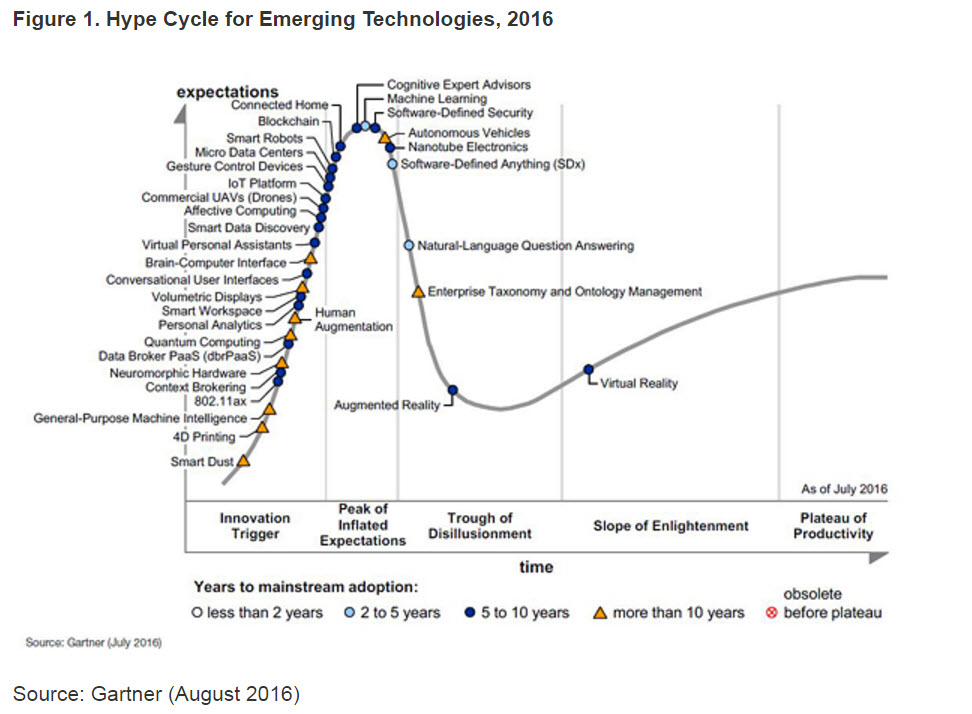 Figure 1. Hype Cycle for Emerging Technologies, 2016
expectations
Cognitive Expert Advisors
Machine Learning
Software-Defined Security
Autonomous Vehicles
Nanotube Electronics
Software-Defined Anything (SDx)
Connected Home
Blockchain
Smart Robots
Micro Data Centers
Gesture Control Devices
IoT Platform
Commercial UAVs (Drones)
Affective Computing
Smart Data Discovery
Virtual Personal Assistants
Brain-Computer Interface
Conversational User Interfaces
Volumetric Displays
Smart Workspace
Personal Analytics
Quantum Computing
Data Broker PaaS (dbrPaaS)
Neuromorphic Hardware
Context Brokering
802.11ax
General-Purpose Machine Intelligence
4D Printing
Smart Dust
Human
Augmentation
Natural-Language Question Answering
Enterprise Taxonomy and Ontology Management
Augmented Reality
Virtual Reality
As of July 2016
Innovation
Trigger
Peak of
Inflated
Expectations
Trough of
Disillusionment
Slope of Enlightenment
Plateau of
Productivity
time
Years to mainstream adoption:
less than 2 years
2 to 5 years
5 to 10 years
more than 10 years
obsolete
before plateau
Source: Gartner (July 2016)
Source: Gartner (August 2016)